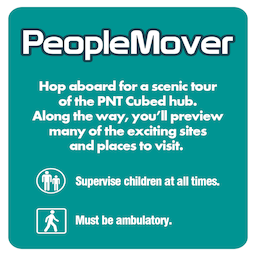 PeopleMover
Hop aboard for a scenic tour
of the PNT Cubed hub.
Along the way, you'll preview
many of the exciting sites
and places to visit.
Supervise children at all times.
Must be ambulatory.